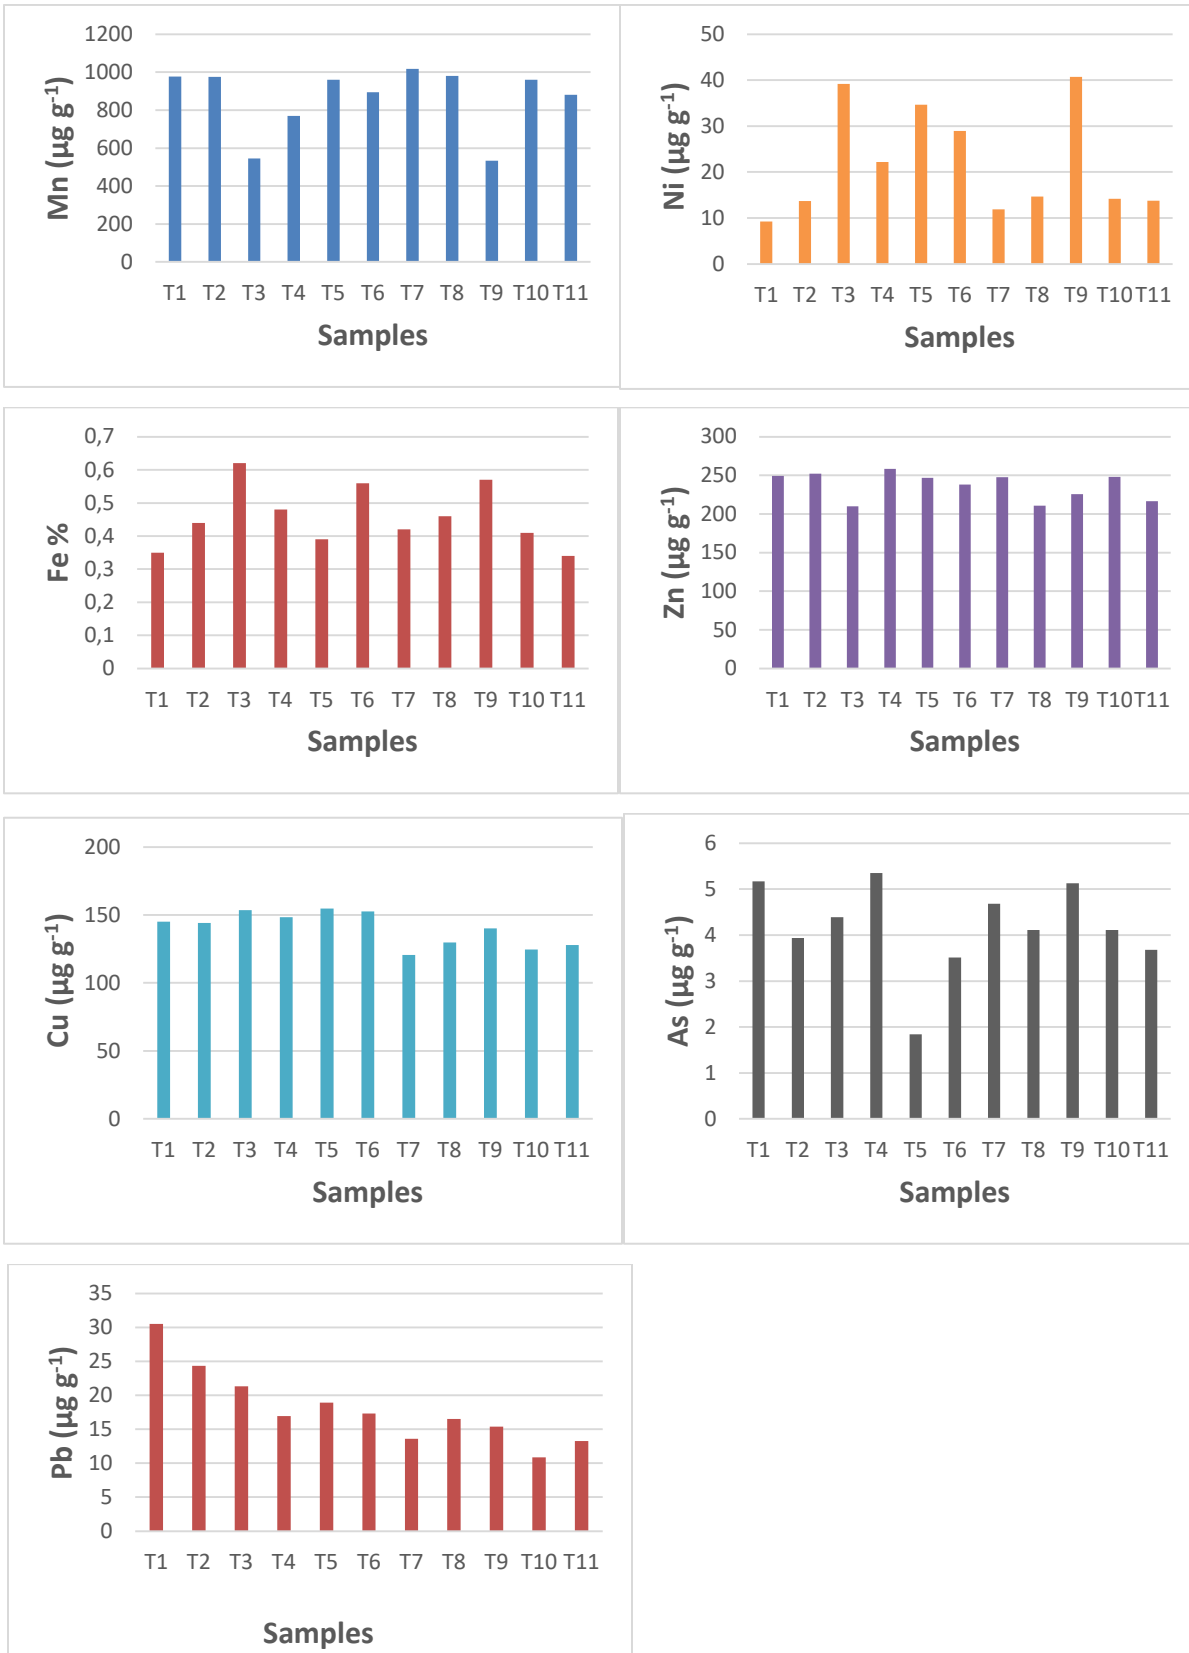 1200
1000
800
600
400
200
0
Mn (µg g-1)
T1 T2 T3 T4 T5 T6 T7 T8 T9 T10 T11
Samples
50
40
30
20
10
0
Ni (µg g-1)
T1 T2 T3 T4 T5 T6 T7 T8 T9 T10 T11
Samples
0,7
0,6
0,5
0,4
0,3
0,2
0,1
0
Fe %
T1 T2 T3 T4 T5 T6 T7 T8 T9 T10 T11
Samples
300
250
200
150
100
50
0
Zn (µg g-1)
T1 T2 T3 T4 T5 T6 T7 T8 T9 T10 T11
Samples
200
150
100
50
0
Cu (µg g-1)
T1 T2 T3 T4 T5 T6 T7 T8 T9 T10 T11
Samples
6
5
4
3
2
1
0
As (µg g-1)
T1 T2 T3 T4 T5 T6 T7 T8 T9 T10 T11
Samples
35
30
25
20
15
10
5
0
Pb (µg g-1)
T1 T2 T3 T4 T5 T6 T7 T8 T9 T10 T11
Samples